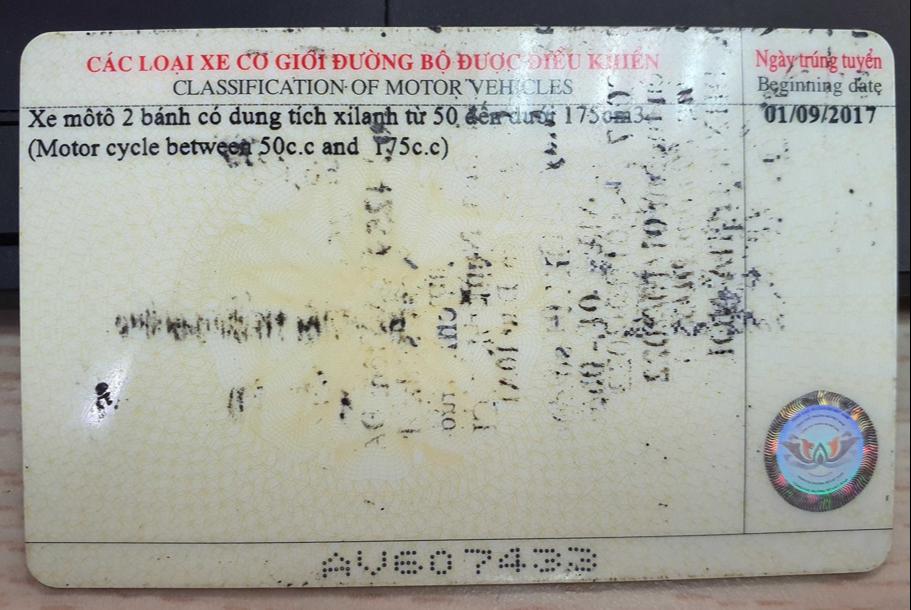 CÁC LOẠI XE CƠ GIỚI ĐƯỜNG BỘ ĐƯỢC ĐIỀU KHIỂN
CLASSIFICATION OF MOTOR VEHICLES
Ngày trúng tuyển
Beginning date
Xe môtô 2 bánh có dung tích xilanh từ 50 đến dưới 175cm3
(Motor cycle between 50c.c and 175c.c)
01/09/2017
AV607433